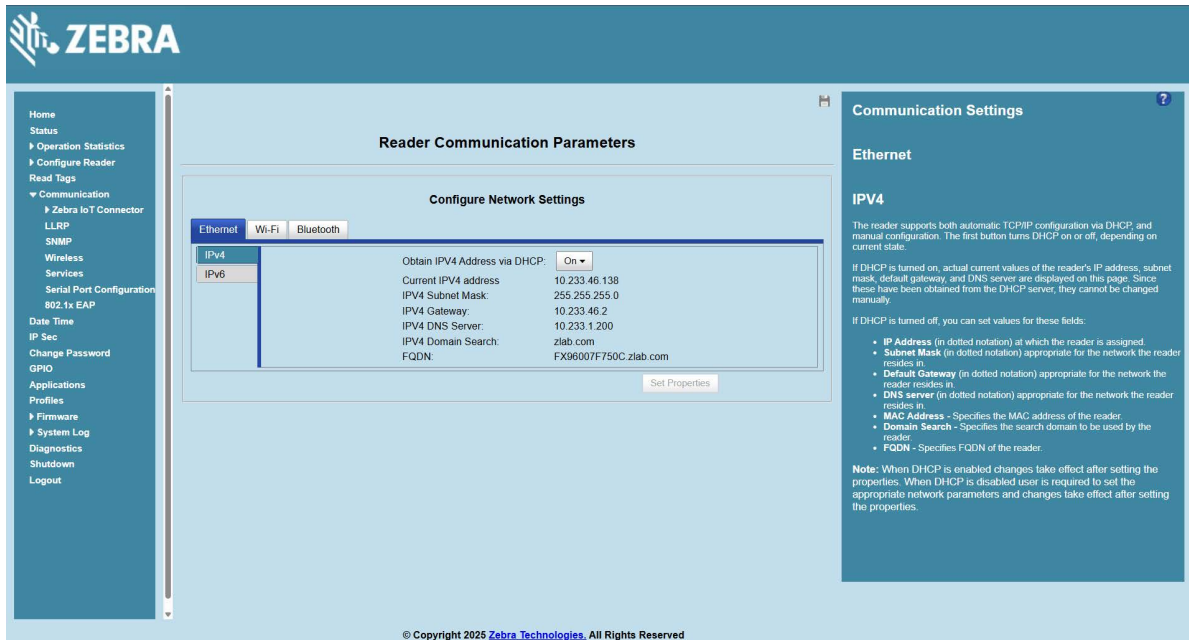 ZEBRA
Home
Status
Operation Statistics
Configure Reader
Read Tags
Communication
Zebra IoT Connector
LLRP
SNMP
Wireless
Services
Serial Port Configuration
802.1x EAP
Date Time
IP Sec
Change Password
GPIO
Applications
Profiles
Firmware
System Log
Diagnostics
Shutdown
Logout
Reader Communication Parameters
Configure Network Settings
Ethernet Wi-Fi Bluetooth
IPv4
IPv6
Obtain IPV4 Address via DHCP: On
Current IPV4 address 10.233.46.138
IPV4 Subnet Mask: 255.255.255.0
IPV4 Gateway: 10.233.46.2
IPV4 DNS Server: 10.233.1.200
IPV4 Domain Search: zlab.com
FQDN: FX96007F750C.zlab.com
Set Properties
?
Communication Settings
Ethernet
IPV4
The reader supports both automatic TCP/IP configuration via DHCP, and
manual configuration. The first button turns DHCP on or off, depending on
current state.
If DHCP is turned on, actual current values of the reader's IP address, subnet
mask, default gateway, and DNS server are displayed on this page. Since
these have been obtained from the DHCP server, they cannot be changed
manually.
If DHCP is turned off, you can set values for these fields:
• IP Address (in dotted notation) at which the reader is assigned.
• Subnet Mask (in dotted notation) appropriate for the network the reader
resides in.
• Default Gateway (in dotted notation) appropriate for the network the
reader resides in.
• DNS server (in dotted notation) appropriate for the network the reader
resides in.
• MAC Address - Specifies the MAC address of the reader.
• Domain Search - Specifies the search domain to be used by the
reader.
• FQDN - Specifies FQDN of the reader.
Note: When DHCP is enabled changes take effect after setting the
properties. When DHCP is disabled user is required to set the
appropriate network parameters and changes take effect after setting
the properties.
© Copyright 2025 Zebra Technologies. All Rights Reserved